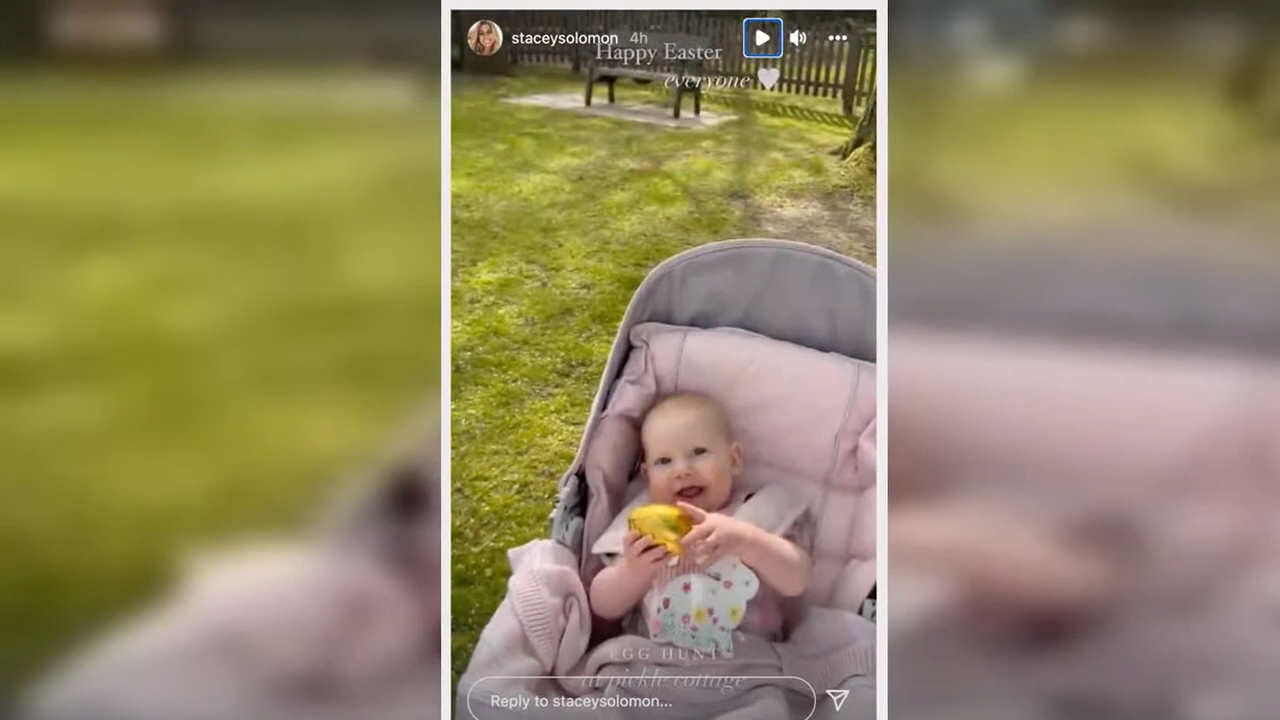 staceysolomon 4h
Happy Easter
everyone
EGG HUNT
at pickle cottage
Reply to staceysolomon...